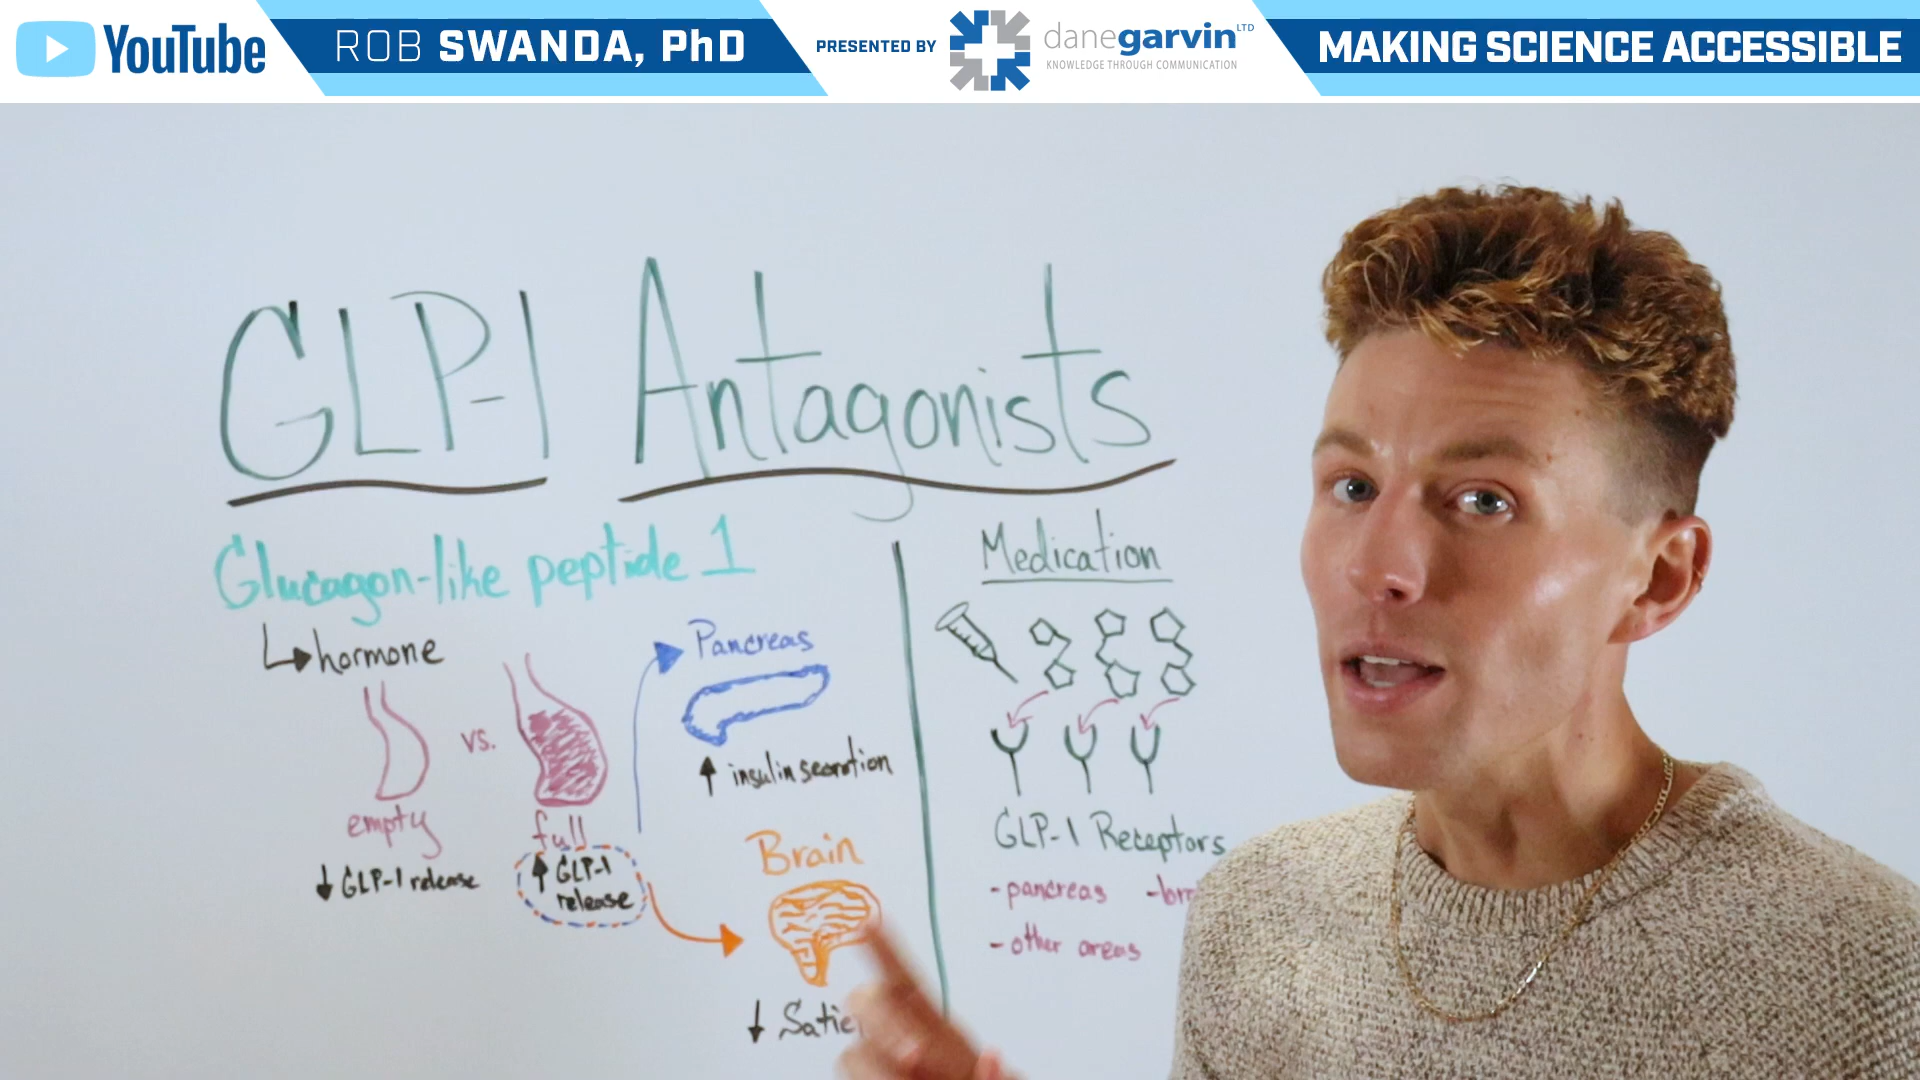 YouTube
ROB SWANDA, PhD
PRESENTED BY
danegarvin LTD
KNOWLEDGE THROUGH COMMUNICATION
MAKING SCIENCE ACCESSIBLE
GLP-1 Antagonists
Glucagon-like peptide 1
hormone
vs.
empty
↓ GLP-1 release
full
↑ GLP-1
release
Pancreas
↑ insulin secretion
Brain
↓
Medication
GLP-1 Receptors
- pancreas
- other areas